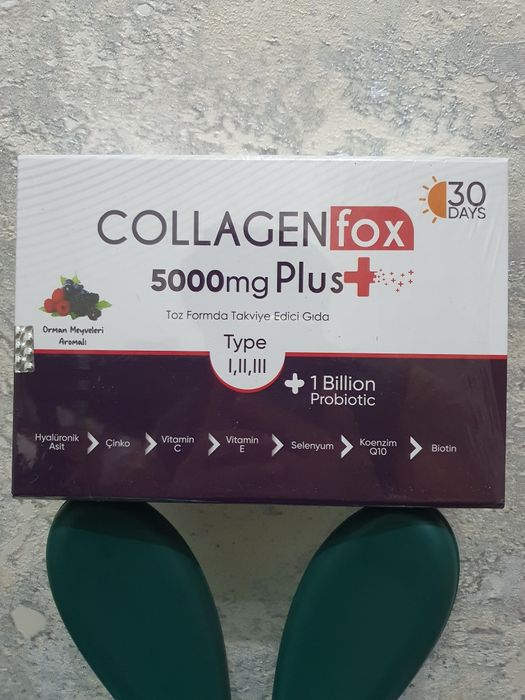 30
DAYS
COLLAGEN fox
5000mg Plus+
Toz Formda Takviye Edici Gıda
Orman Meyveleri
Aromalı
Type
I,II,III
+ 1 Billion
Probiotic
Hyalüronik
Asit
Çinko
Vitamin
C
Vitamin
E
Selenyum
Koenzim
Q10
Biotin